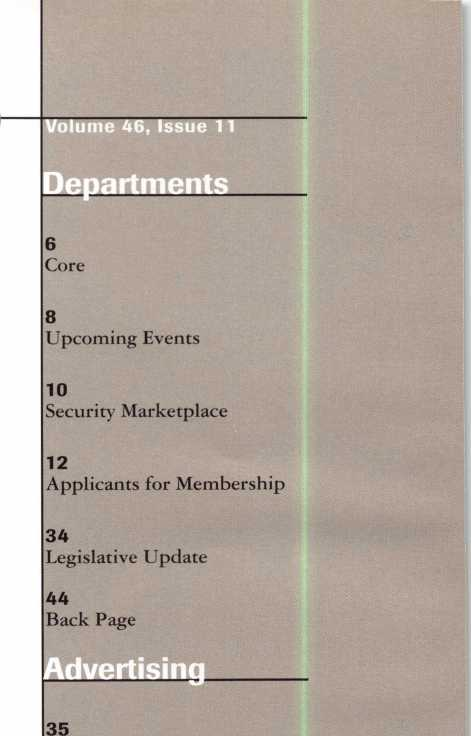 Volume 46, Issue 11
Departments
6
Core
8
Upcoming Events
10
Security Marketplace
12
Applicants for Membership
34
Legislative Update
44
Back Page
Advertising
35